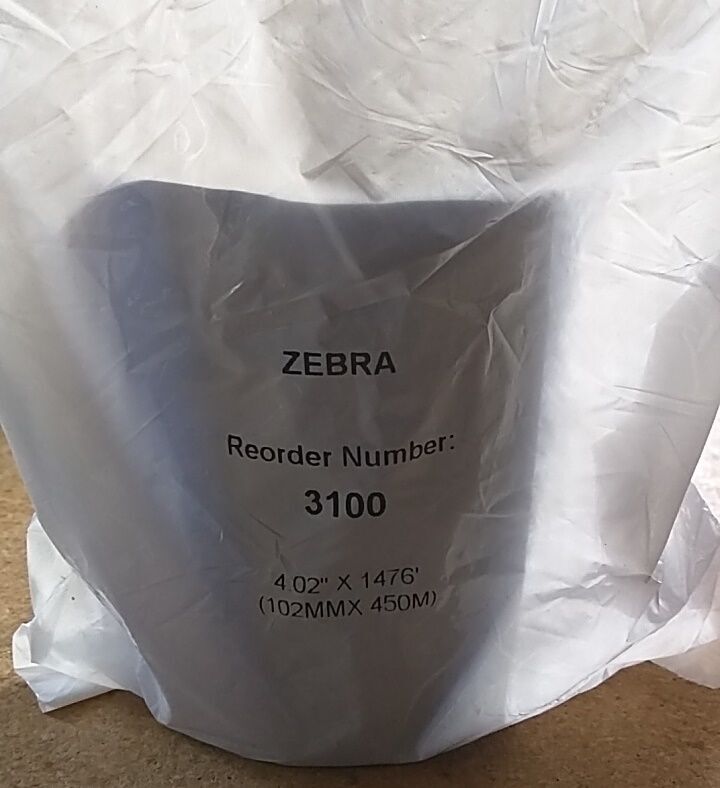 ZEBRA
Reorder Number:
3100
4.02" X 1476'
(102MMX 450M)